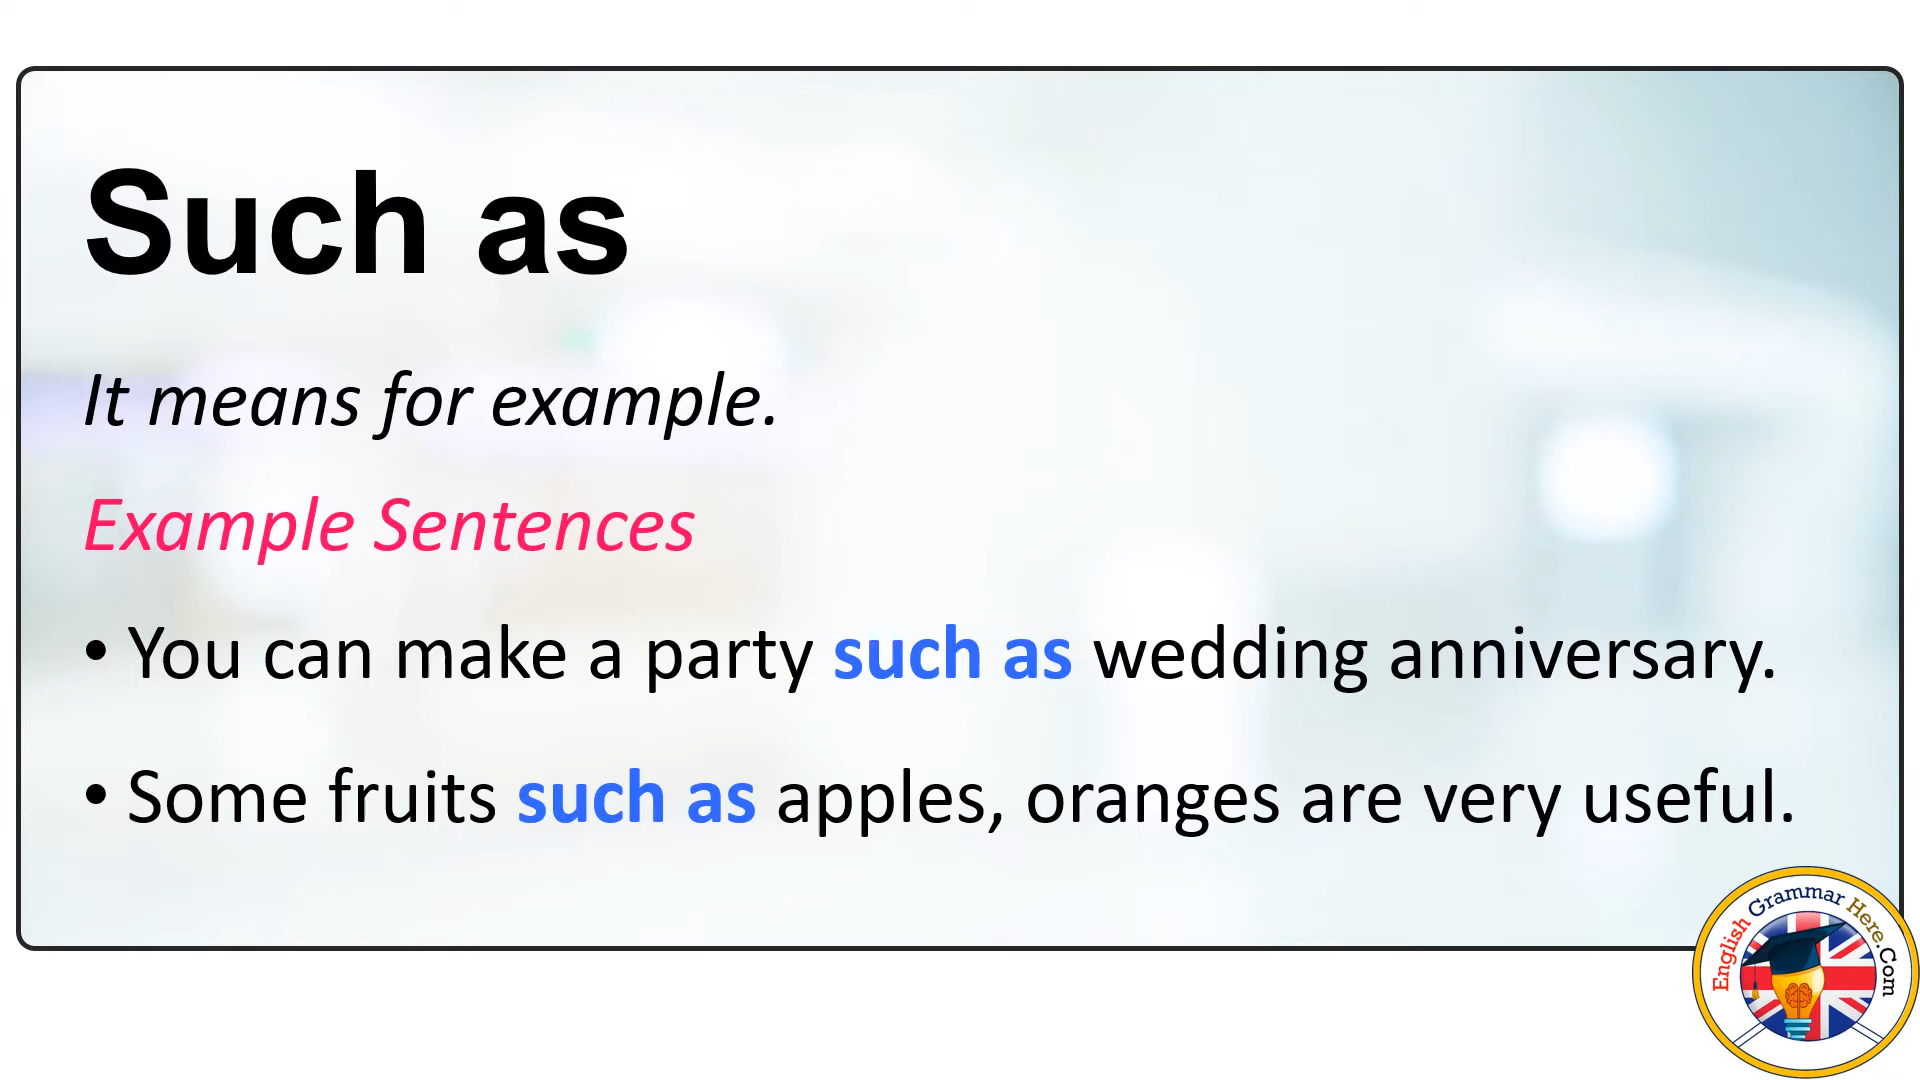 Such as
It means for example.
Example Sentences
• You can make a party such as wedding anniversary.
• Some fruits such as apples, oranges are very useful.
English Grammar Here.Com